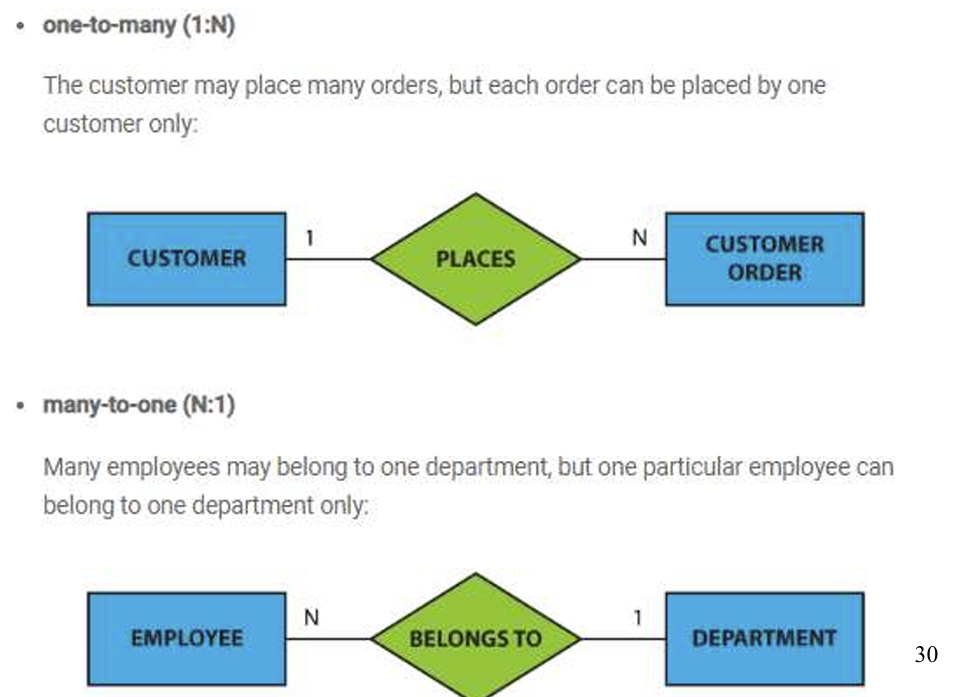 • one-to-many (1:N)
The customer may place many orders, but each order can be placed by one
customer only:
CUSTOMER
1
PLACES
N
CUSTOMER
ORDER
• many-to-one (N:1)
Many employees may belong to one department, but one particular employee can
belong to one department only:
EMPLOYEE
N
BELONGS TO
1
DEPARTMENT
30